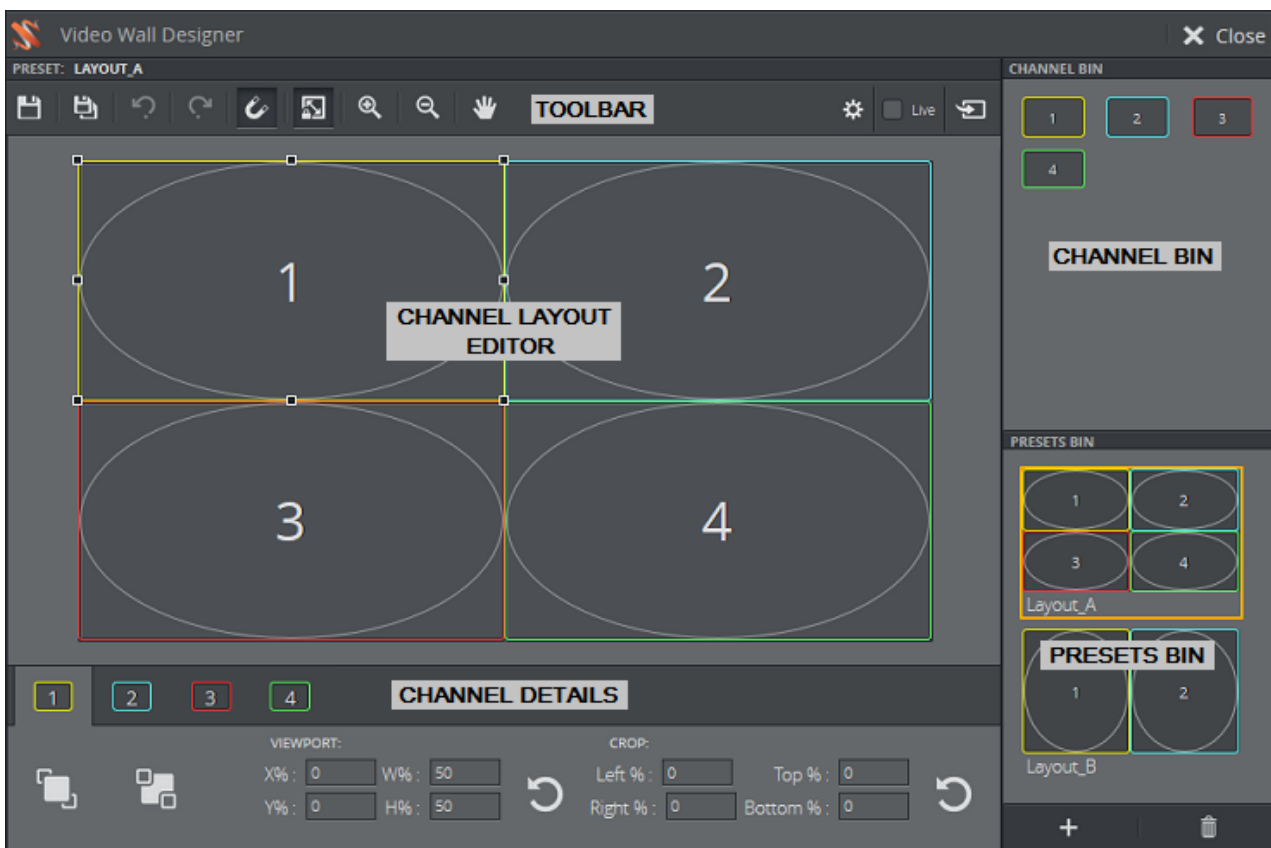 Video Wall Designer
Close
PRESET: LAYOUT_A
TOOLBAR
Live
1
2
CHANNEL LAYOUT
EDITOR
3
4
CHANNEL BIN
1
2
3
4
CHANNEL BIN
PRESETS BIN
1
2
3
4
Layout_A
PRESETS BIN
1
2
Layout_B
1
2
3
4
CHANNEL DETAILS
VIEWPORT:
X% : 0 W% : 50
Y% : 0 H% : 50
CROP:
Left % : 0 Top % : 0
Right % : 0 Bottom % : 0